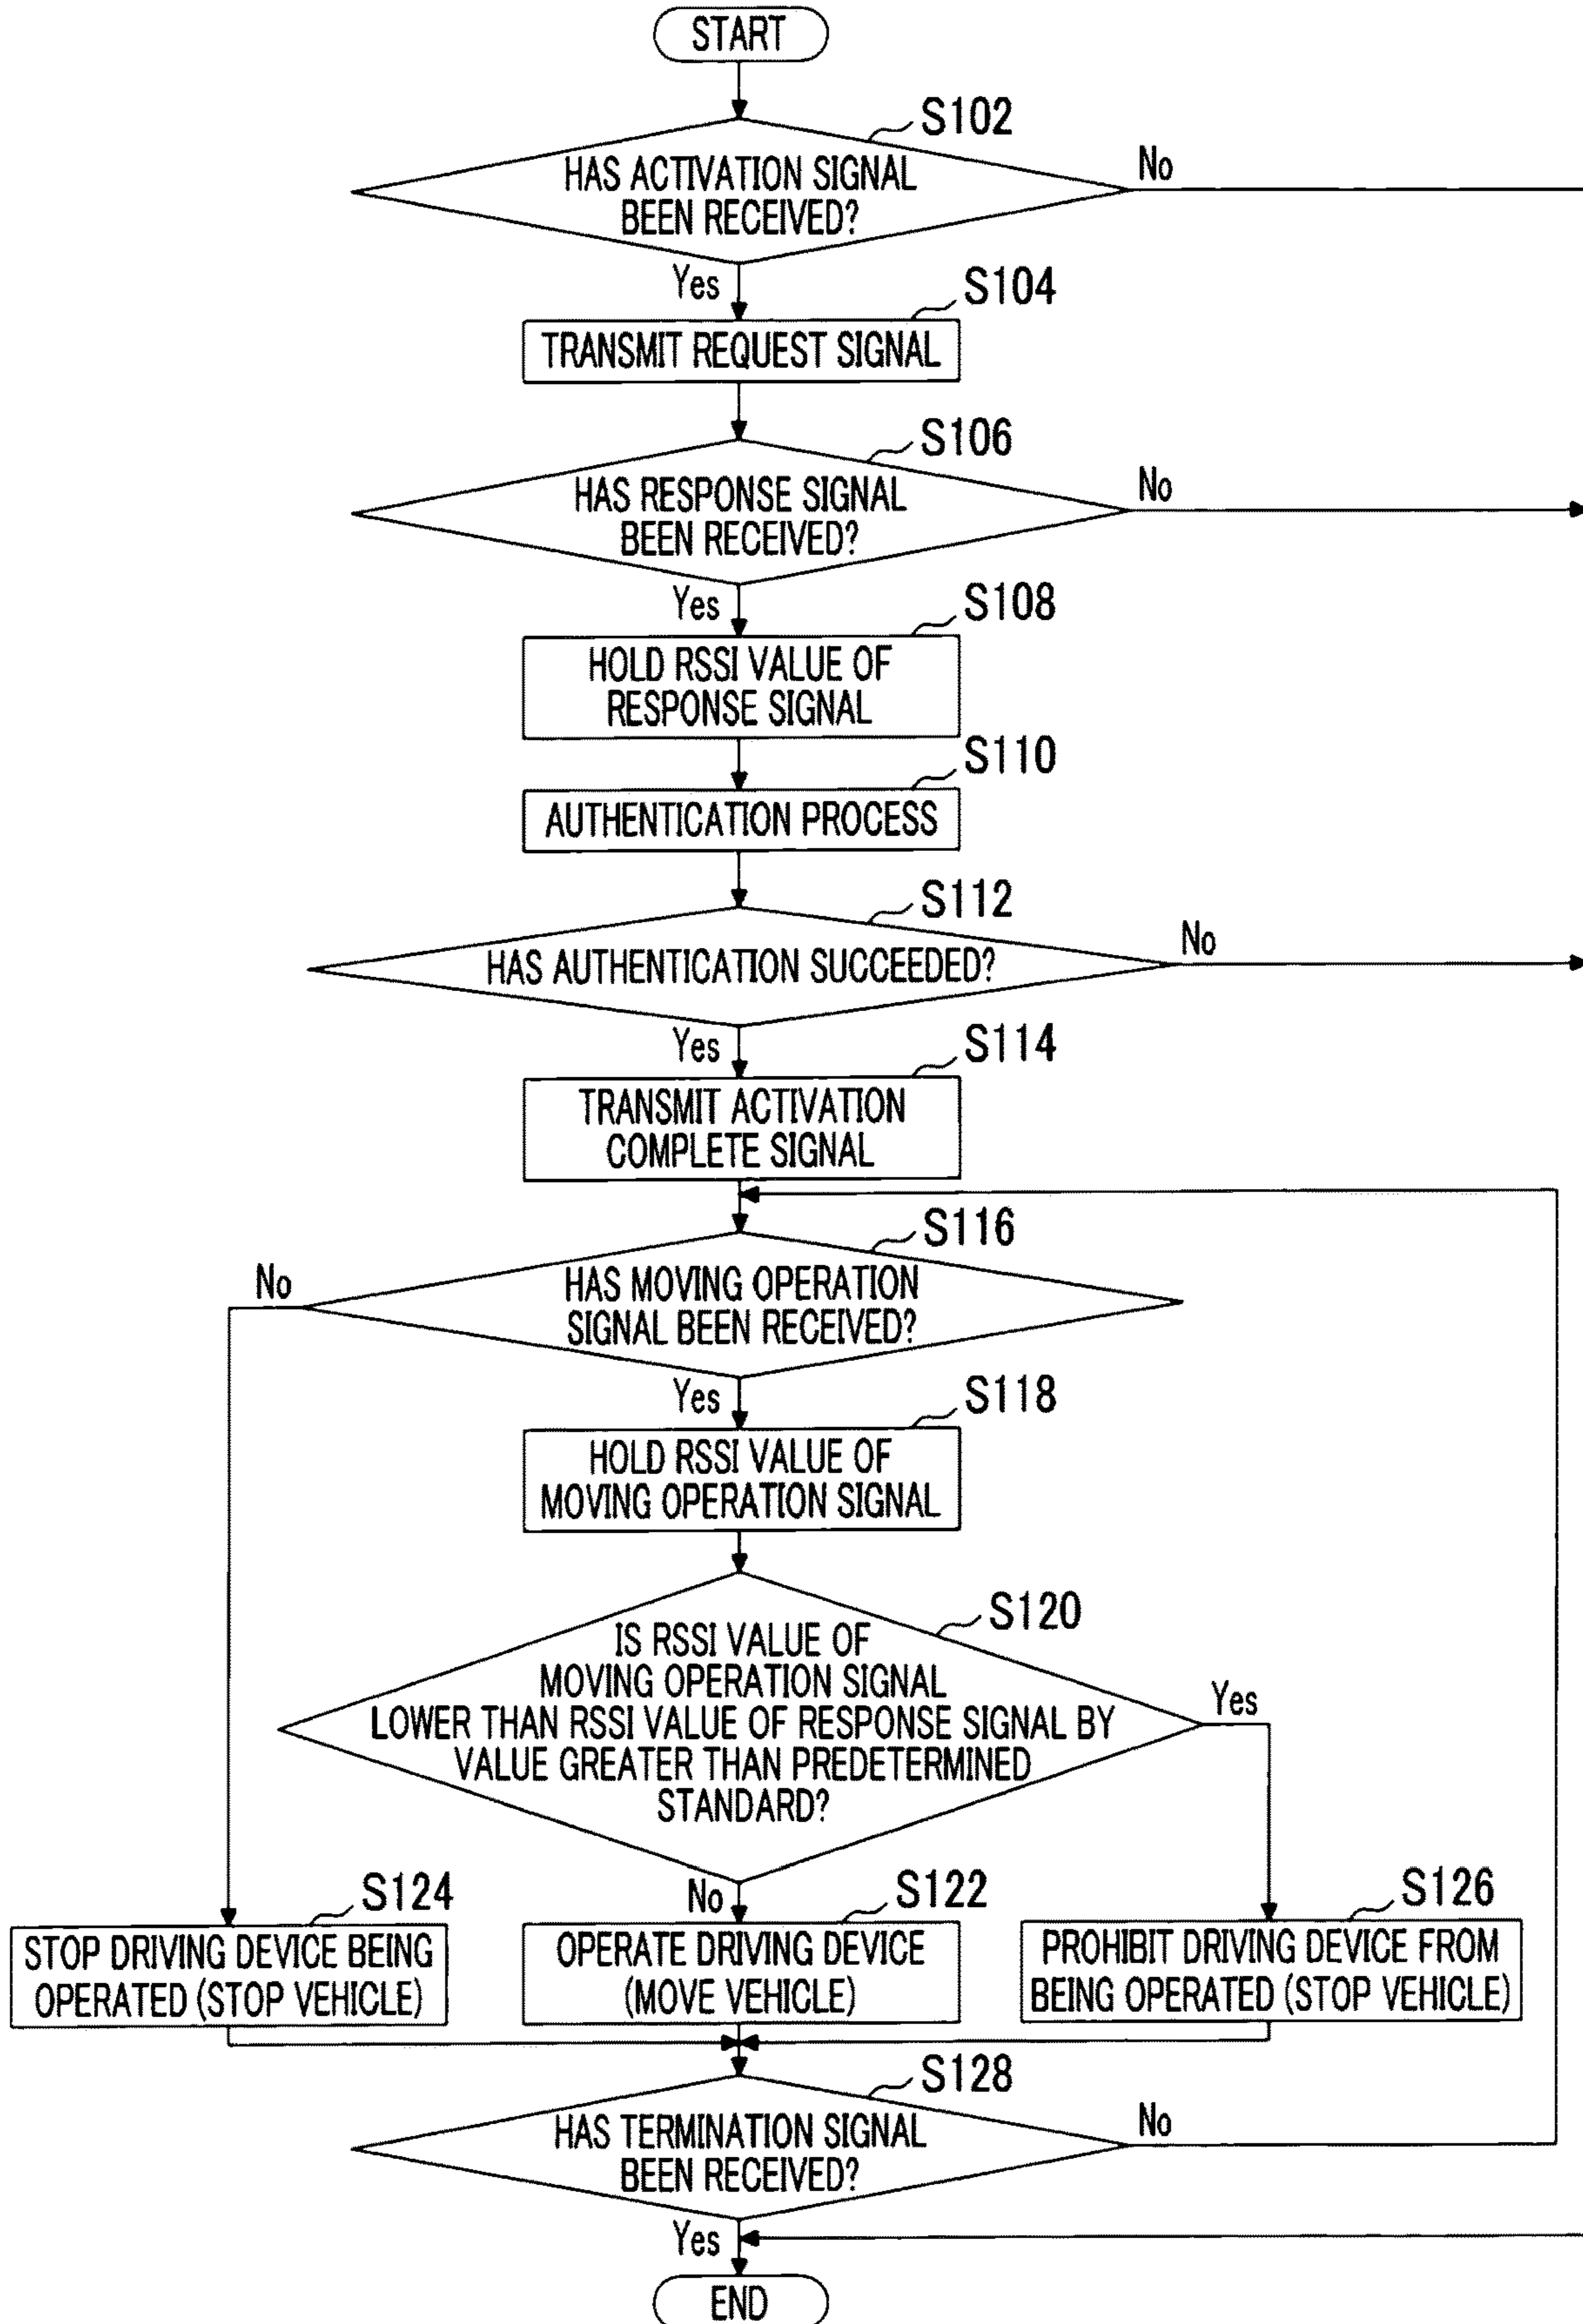 START
S102
HAS ACTIVATION SIGNAL
BEEN RECEIVED?
No
Yes
S104
TRANSMIT REQUEST SIGNAL
S106
HAS RESPONSE SIGNAL
BEEN RECEIVED?
No
Yes
S108
HOLD RSSI VALUE OF
RESPONSE SIGNAL
S110
AUTHENTICATION PROCESS
S112
HAS AUTHENTICATION SUCCEEDED?
No
Yes
S114
TRANSMIT ACTIVATION
COMPLETE SIGNAL
S116
HAS MOVING OPERATION
SIGNAL BEEN RECEIVED?
No
Yes
S118
HOLD RSSI VALUE OF
MOVING OPERATION SIGNAL
S120
IS RSSI VALUE OF
MOVING OPERATION SIGNAL
LOWER THAN RSSI VALUE OF RESPONSE SIGNAL BY
VALUE GREATER THAN PREDETERMINED
STANDARD?
Yes
No
S124
STOP DRIVING DEVICE BEING
OPERATED (STOP VEHICLE)
S122
OPERATE DRIVING DEVICE
(MOVE VEHICLE)
S126
PROHIBIT DRIVING DEVICE FROM
BEING OPERATED (STOP VEHICLE)
S128
HAS TERMINATION SIGNAL
BEEN RECEIVED?
No
Yes
END